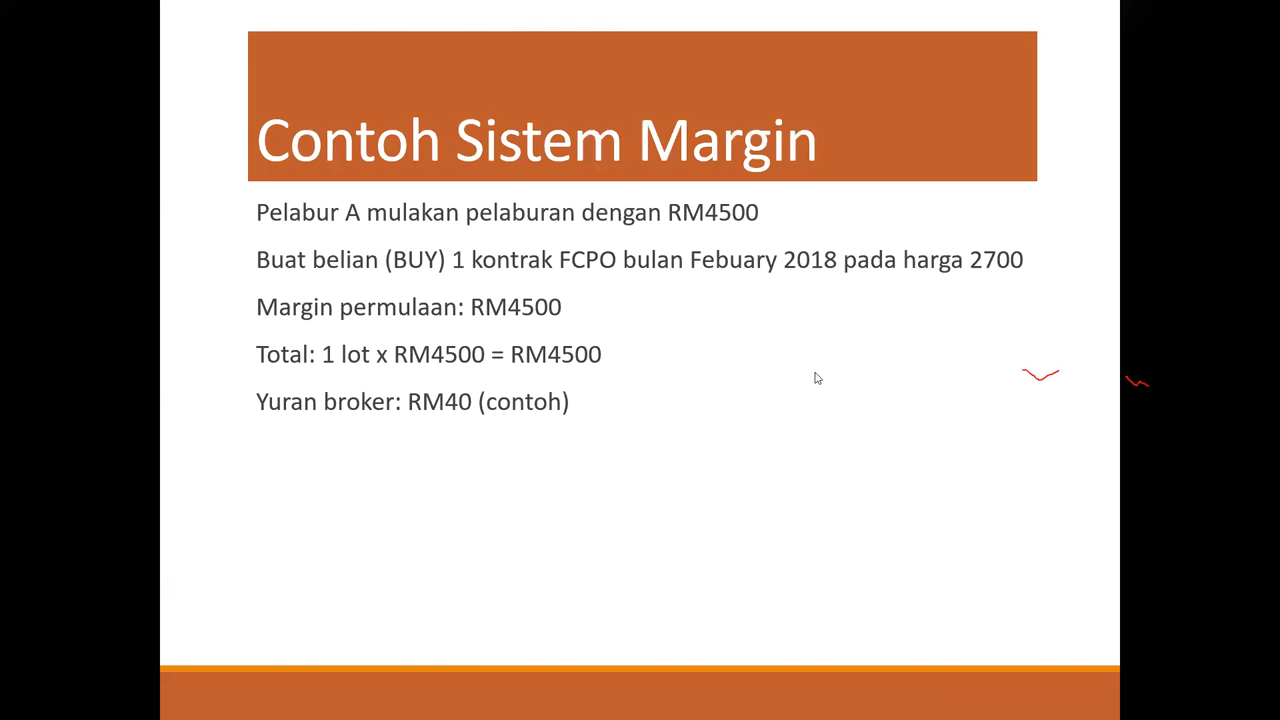 Contoh Sistem Margin
Pelabur A mulakan pelaburan dengan RM4500
Buat belian (BUY) 1 kontrak FCPO bulan Febuary 2018 pada harga 2700
Margin permulaan: RM4500
Total: 1 lot x RM4500 = RM4500
Yuran broker: RM40 (contoh)